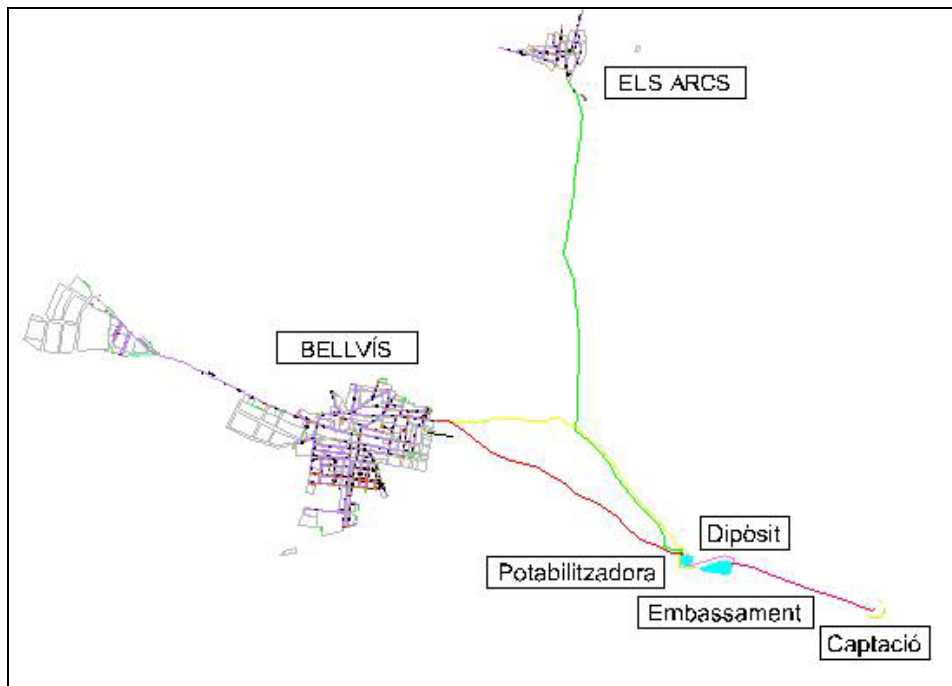 ELS ARCS
BELLVÍS
Dipòsit
Potabilitzadora
Embassament
Captació